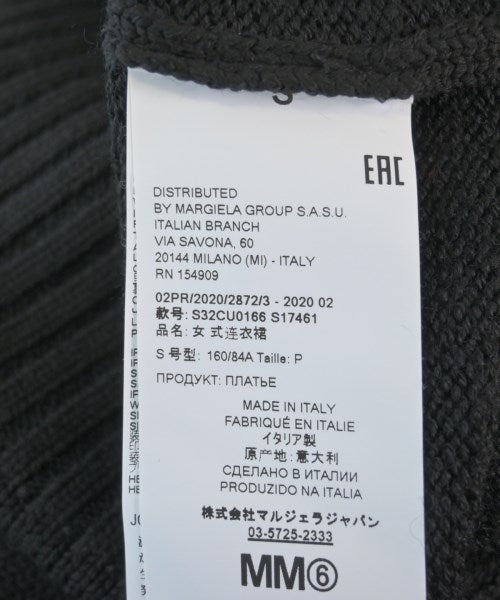 EAC
DISTRIBUTED
BY MARGIELA GROUP S.A.S.U.
ITALIAN BRANCH
VIA SAVONA, 60
20144 MILANO (MI) - ITALY
RN 154909
02PR/2020/2872/3 - 2020 02
款号: S32CU0166 S17461
品名: 女 式连衣裙
S 号型: 160/84A Taille: P
ПРОДУКТ: ПЛАТЬЕ
MADE IN ITALY
FABRIQUÉ EN ITALIE
イタリア製
原产地: 意大利
СДЕЛАНО В ИТАЛИИ
PRODUZIDO NA ITALIA
株式会社マルジェラジャパン
03-5725-2333
MM⑥